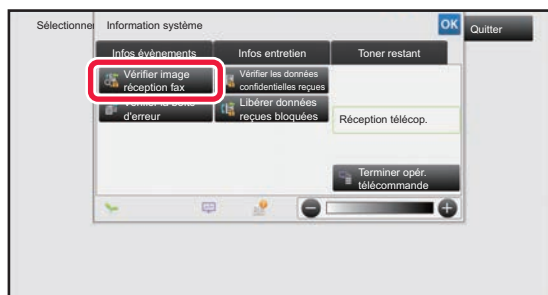 Sélectionne
Information système
OK
Quitter
Infos évènements
Infos entretien
Toner restant
Vérifier image
réception fax
Vérifier les données
confidentielles reçues
d'erreur
Libérer données
reçues bloquées
Réception télécop.
Terminer opér.
télécommande